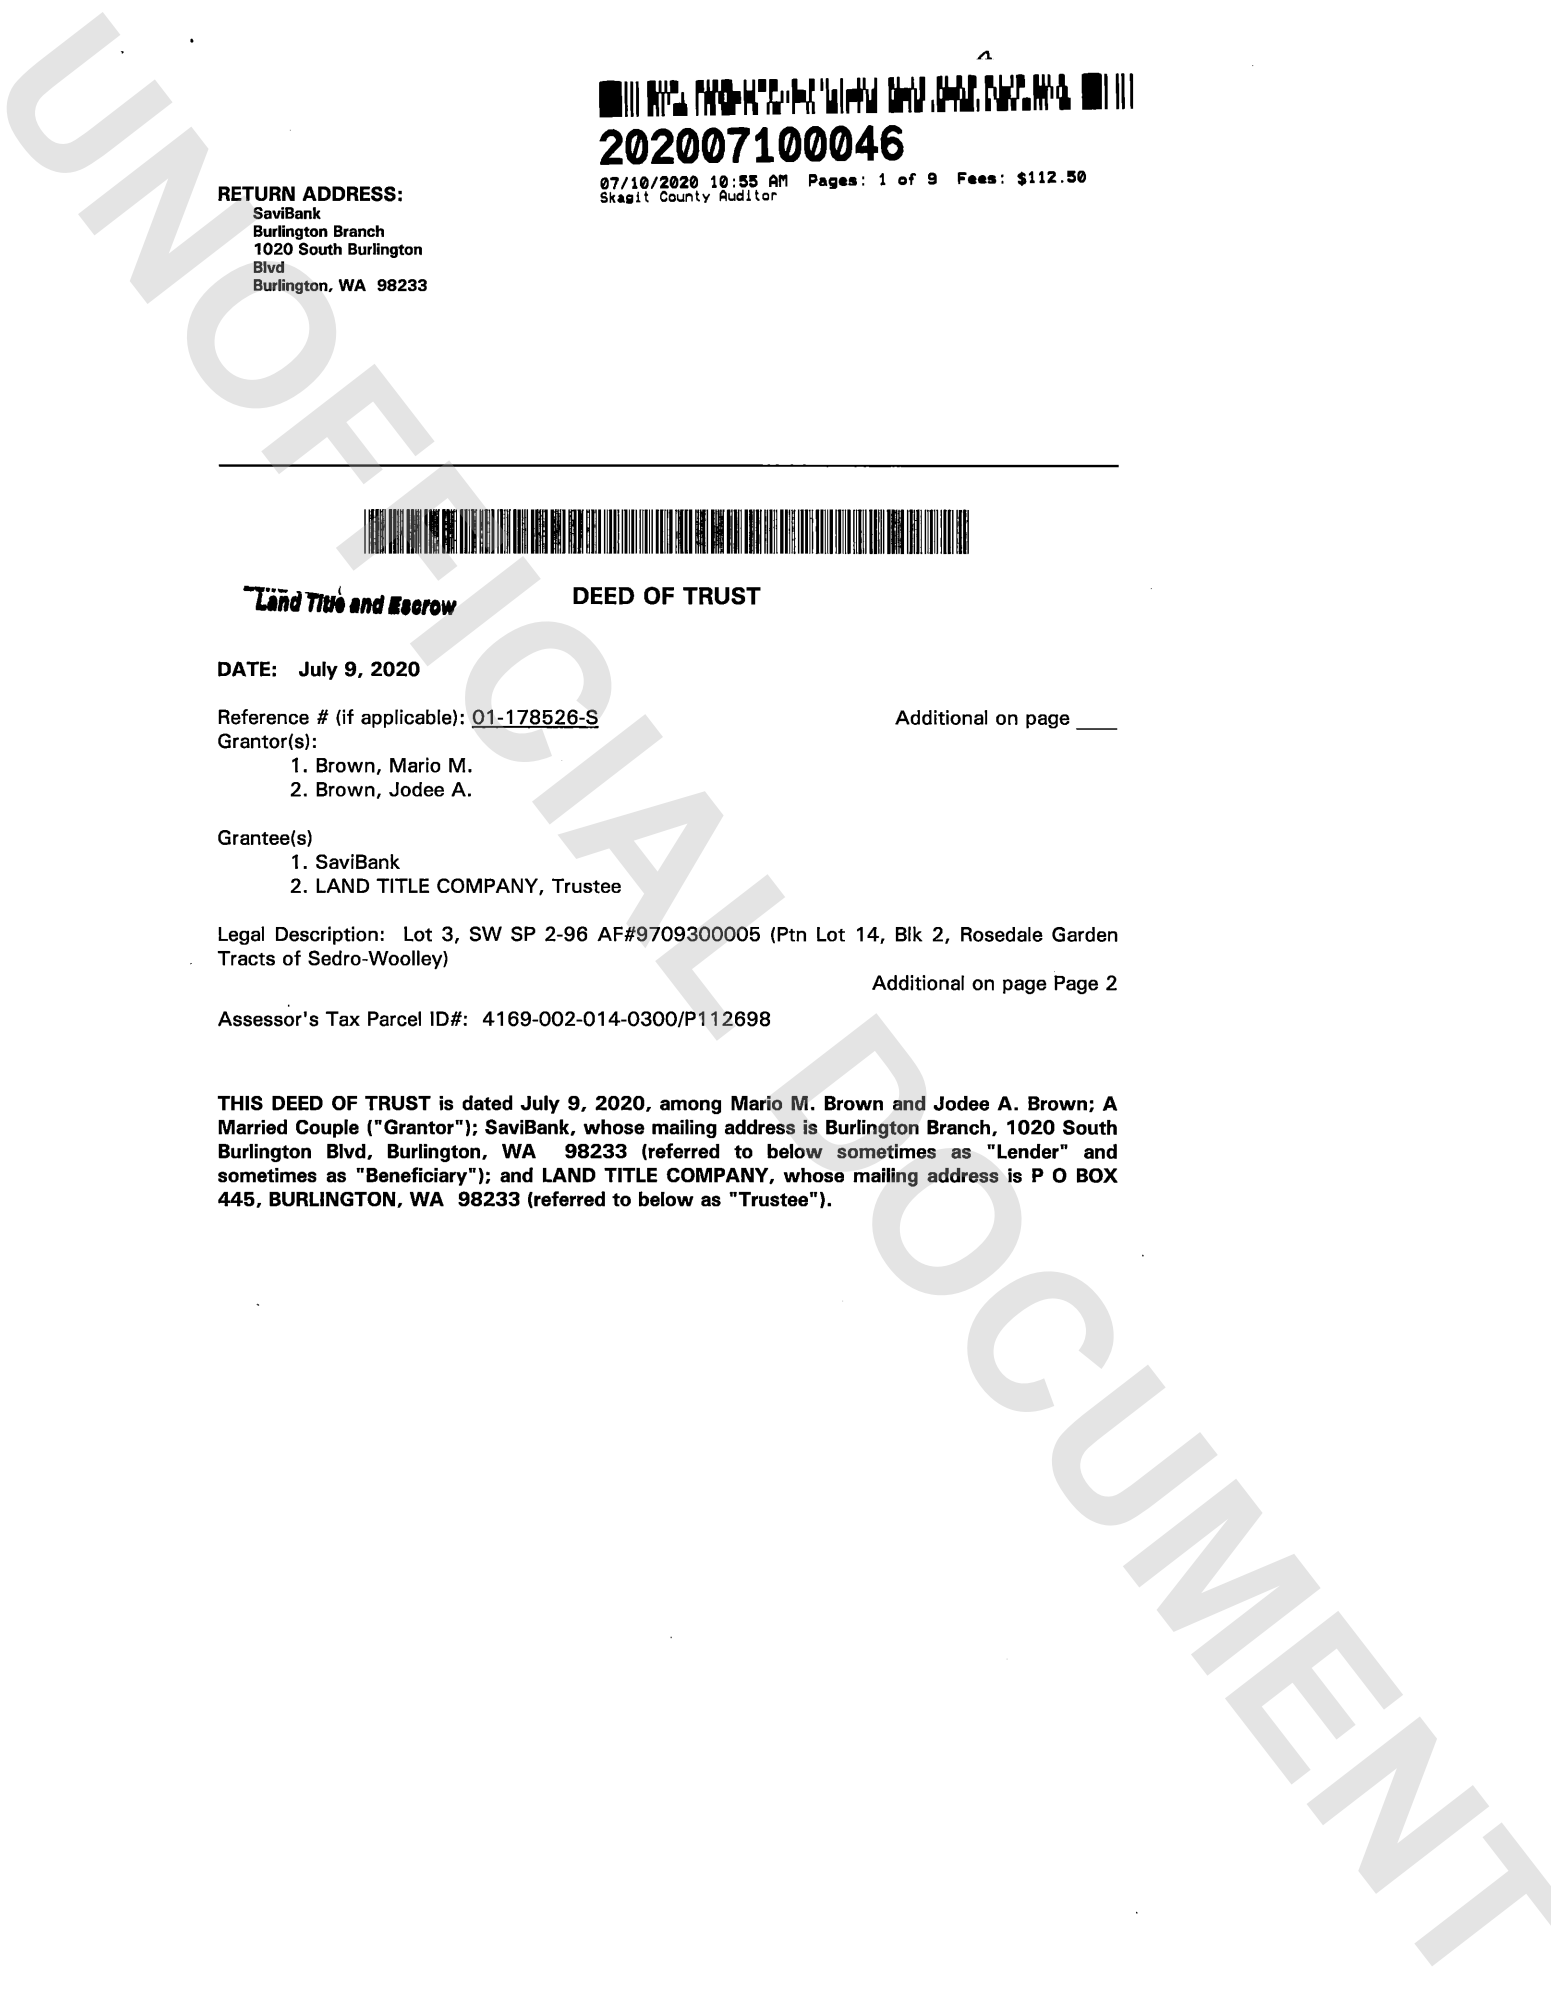 202007100046
07/10/2020 10:55 AM Pages: 1 of 9 Fees: $112.50
Skagit County Auditor
RETURN ADDRESS:
SaviBank
Burlington Branch
1020 South Burlington
Blvd
Burlington, WA 98233
Land Title and Escrow
DEED OF TRUST
DATE: July 9, 2020
Reference # (if applicable): 01-178526-S Additional on page ____
Grantor(s):
1. Brown, Mario M.
2. Brown, Jodee A.
Grantee(s)
1. SaviBank
2. LAND TITLE COMPANY, Trustee
Legal Description: Lot 3, SW SP 2-96 AF#9709300005 (Ptn Lot 14, Blk 2, Rosedale Garden
Tracts of Sedro-Woolley)
Additional on page Page 2
Assessor's Tax Parcel ID#: 4169-002-014-0300/P112698
THIS DEED OF TRUST is dated July 9, 2020, among Mario M. Brown and Jodee A. Brown; A
Married Couple ("Grantor"); SaviBank, whose mailing address is Burlington Branch, 1020 South
Burlington Blvd, Burlington, WA 98233 (referred to below sometimes as "Lender" and
sometimes as "Beneficiary"); and LAND TITLE COMPANY, whose mailing address is P O BOX
445, BURLINGTON, WA 98233 (referred to below as "Trustee").
UNOFFICIAL DOCUMENT